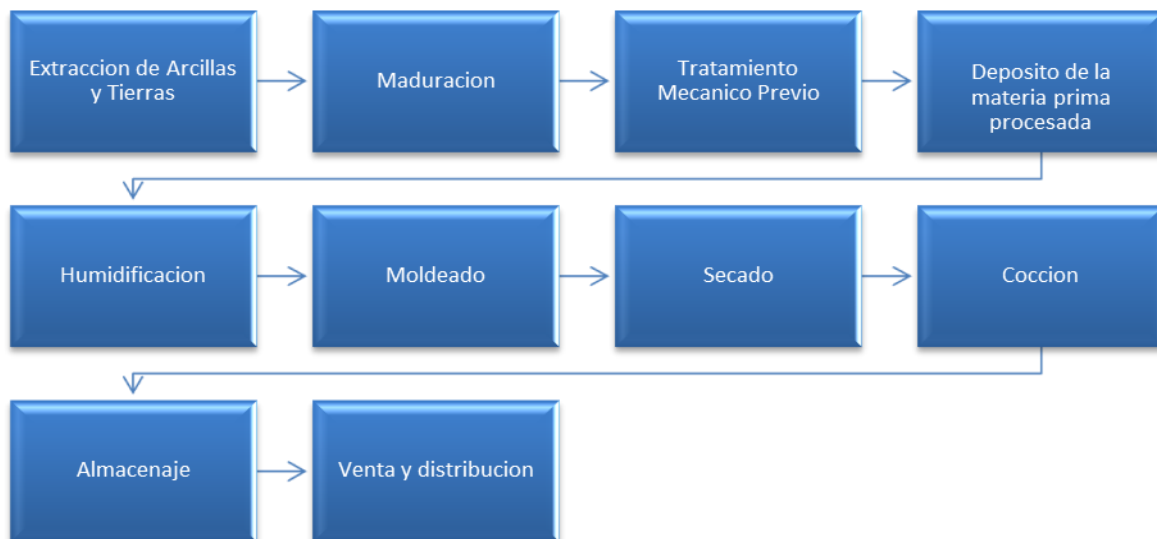 Extraccion de Arcillas
y Tierras
Maduracion
Tratamiento
Mecanico Previo
Deposito de la
materia prima
procesada
Humidificacion
Moldeado
Secado
Coccion
Almacenaje
Venta y distribucion